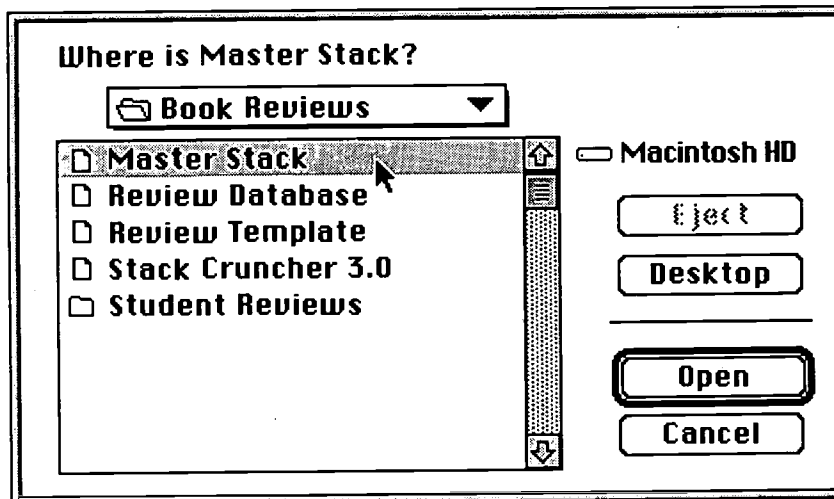 Where is Master Stack?
Book Reviews
Master Stack
Review Database
Review Template
Stack Cruncher 3.0
Student Reviews
Macintosh HD
Eject
Desktop
Open
Cancel